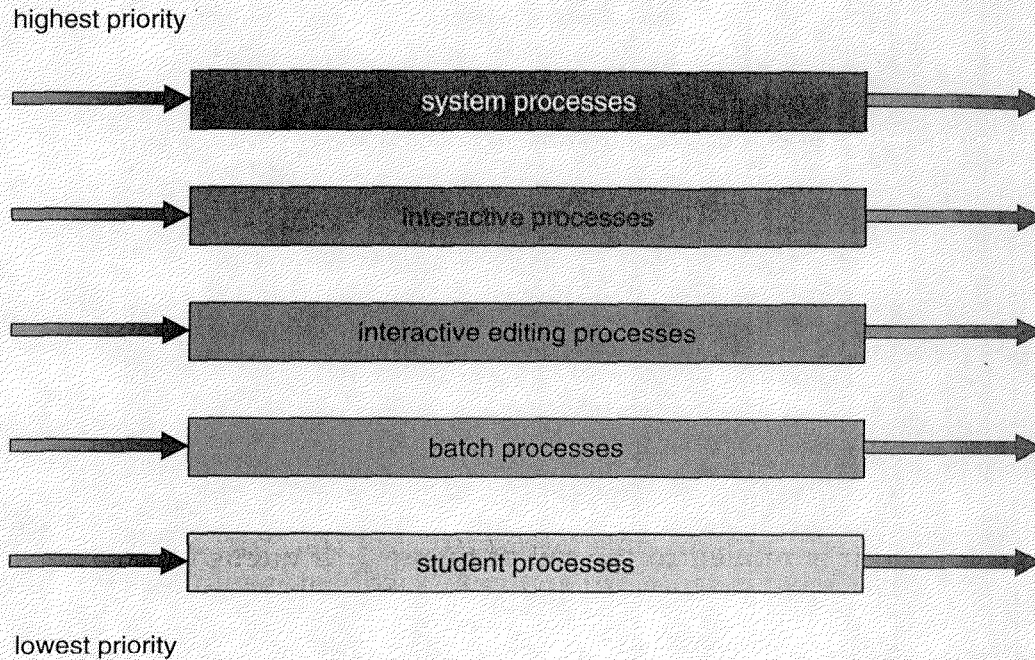 highest priority
system processes
interactive processes
interactive editing processes
batch processes
student processes
lowest priority